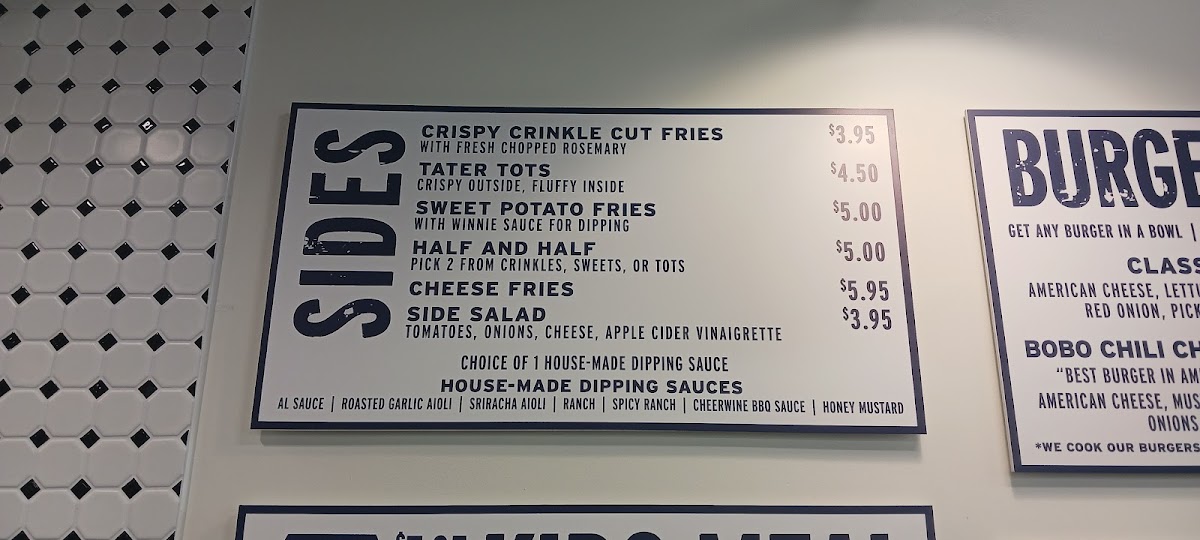 SIDES
CRISPY CRINKLE CUT FRIES $3.95
WITH FRESH CHOPPED ROSEMARY
TATER TOTS $4.50
CRISPY OUTSIDE, FLUFFY INSIDE
SWEET POTATO FRIES $5.00
WITH WINNIE SAUCE FOR DIPPING
HALF AND HALF $5.00
PICK 2 FROM CRINKLES, SWEETS, OR TOTS
CHEESE FRIES $5.95
SIDE SALAD $3.95
TOMATOES, ONIONS, CHEESE, APPLE CIDER VINAIGRETTE
CHOICE OF 1 HOUSE-MADE DIPPING SAUCE
HOUSE-MADE DIPPING SAUCES
AL SAUCE | ROASTED GARLIC AIOLI | SRIRACHA AIOLI | RANCH | SPICY RANCH | CHEERWINE BBQ SAUCE | HONEY MUSTARD
BURGE
GET ANY BURGER IN A BOWL |
CLASS
AMERICAN CHEESE, LETTU
RED ONION, PICK
BOBO CHILI CH
"BEST BURGER IN AM
AMERICAN CHEESE, MUS
ONIONS
*WE COOK OUR BURGERS
KIDS MEAL